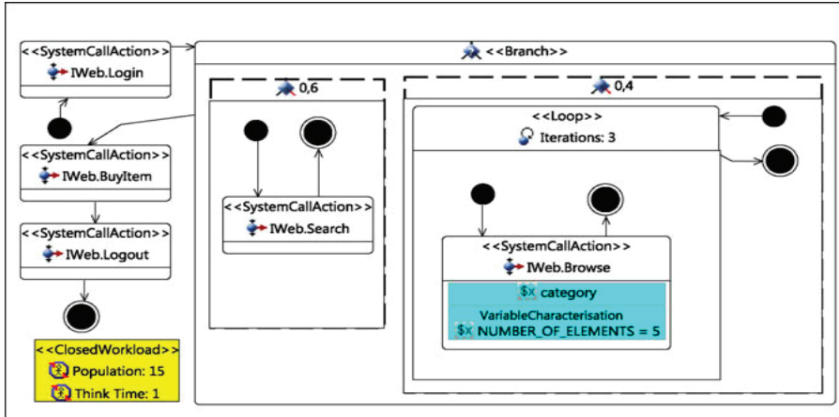 <<SystemCallAction>>
IWeb.Login
<<Branch>>
0,6
0,4
<<Loop>>
Iterations: 3
<<SystemCallAction>>
IWeb.BuyItem
<<SystemCallAction>>
IWeb.Search
<<SystemCallAction>>
IWeb.Logout
<<SystemCallAction>>
IWeb.Browse
$x category
VariableCharacterisation
$x NUMBER_OF_ELEMENTS = 5
<<ClosedWorkload>>
Population: 15
Think Time: 1